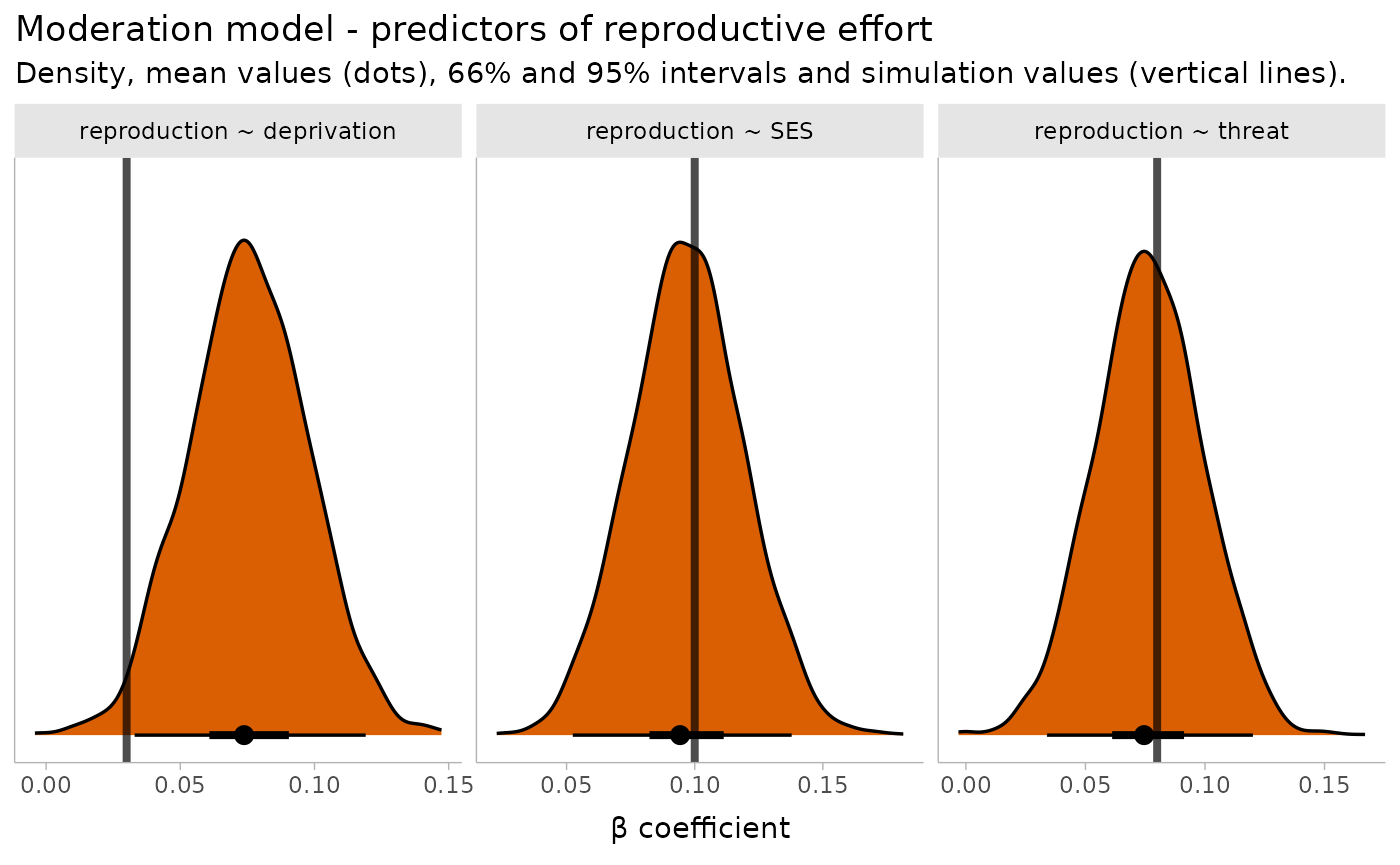 Moderation model - predictors of reproductive effort
Density, mean values (dots), 66% and 95% intervals and simulation values (vertical lines).
reproduction ~ deprivation
reproduction ~ SES
reproduction ~ threat
0.00 0.05 0.10 0.15
0.05 0.10 0.15
0.00 0.05 0.10 0.15
β coefficient